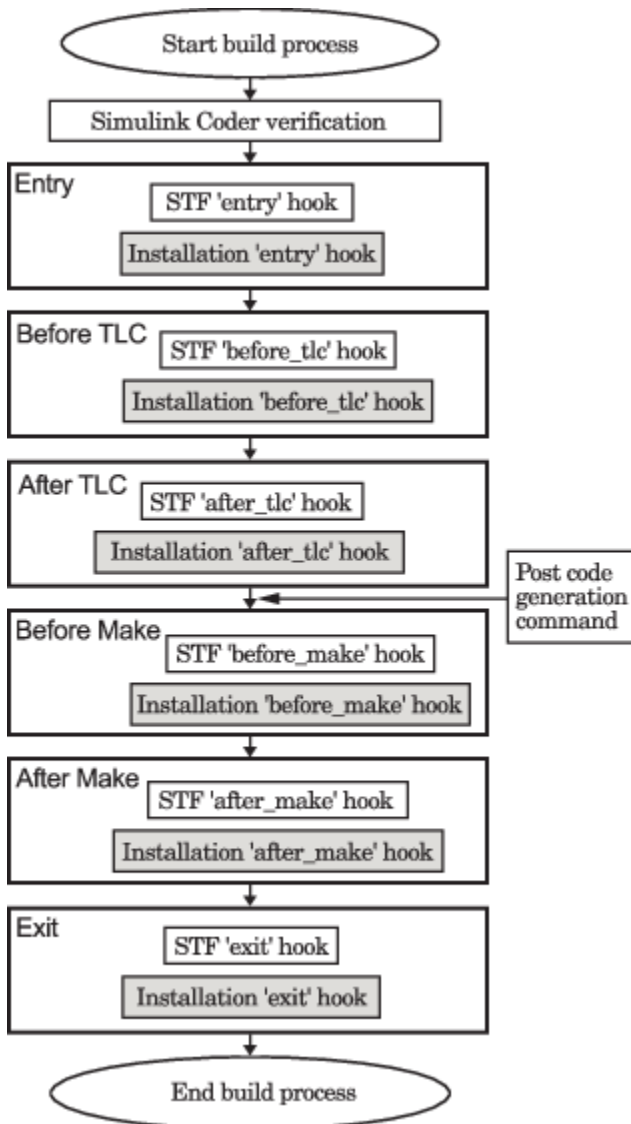 Start build process
Simulink Coder verification
Entry
STF 'entry' hook
Installation 'entry' hook
Before TLC
STF 'before_tlc' hook
Installation 'before_tlc' hook
After TLC
STF 'after_tlc' hook
Installation 'after_tlc' hook
Post code
generation
command
Before Make
STF 'before_make' hook
Installation 'before_make' hook
After Make
STF 'after_make' hook
Installation 'after_make' hook
Exit
STF 'exit' hook
Installation 'exit' hook
End build process